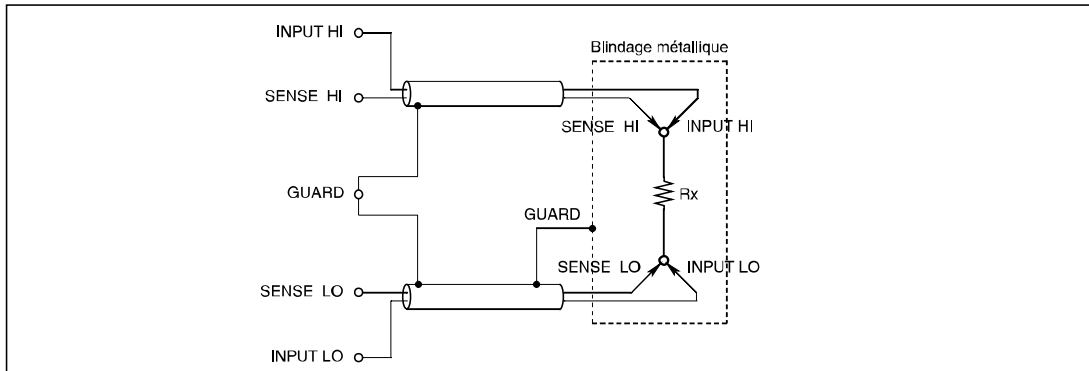 INPUT HI
Blindage métallique
SENSE HI
SENSE HI
INPUT HI
GUARD
Rx
GUARD
SENSE LO
INPUT LO
SENSE LO
INPUT LO